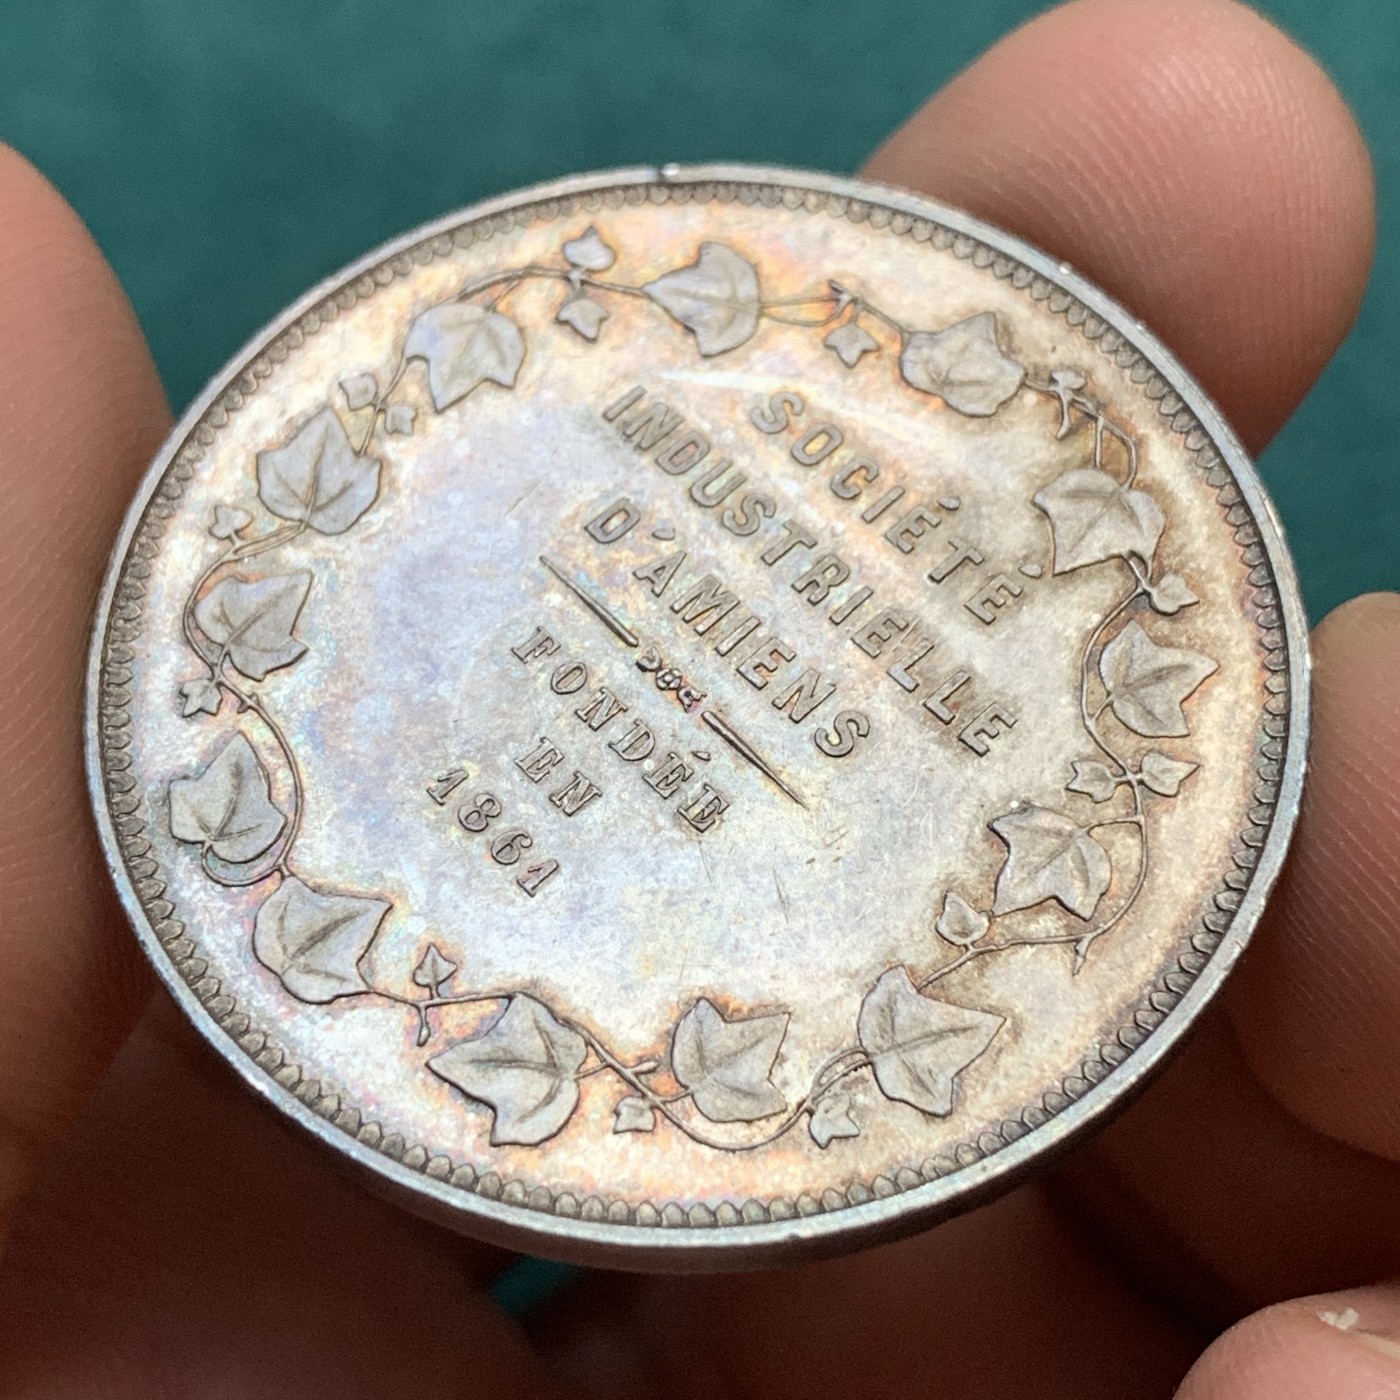 SOCIÉTÉ
INDUSTRIELLE
D'AMIENS
FONDÉE
EN
1861